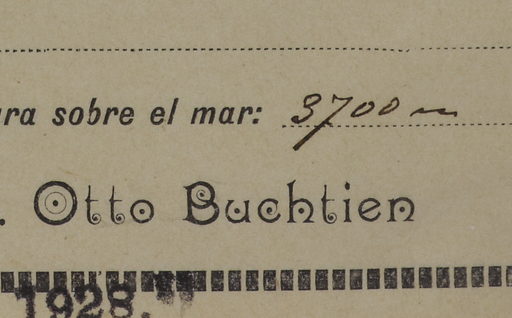 ura sobre el mar: 3700 m
. Otto Buchtien
1928."